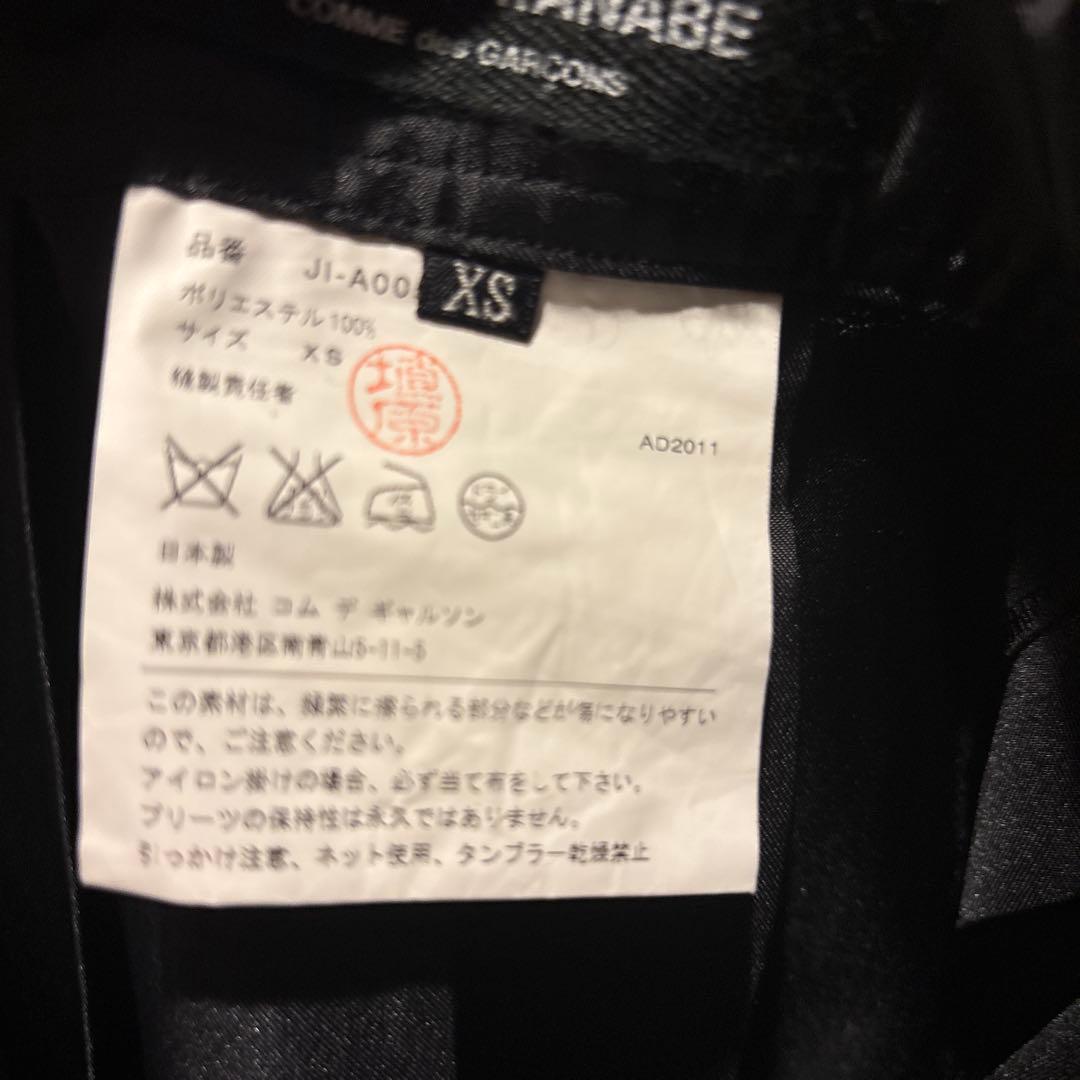 COMME des GARCONS
品番 JI-A00
XS
ポリエステル100%
サイズ XS
縫製責任者
AD2011
日本製
株式会社 コム デ ギャルソン
東京都港区南青山5-11-5
この素材は、頻繁に擦られる部分などが傷になりやすい
ので、ご注意ください。
アイロン掛けの場合、必ず当て布をして下さい。
プリーツの保持性は永久ではありません。
引っかけ注意、ネット使用、タンブラー乾燥禁止